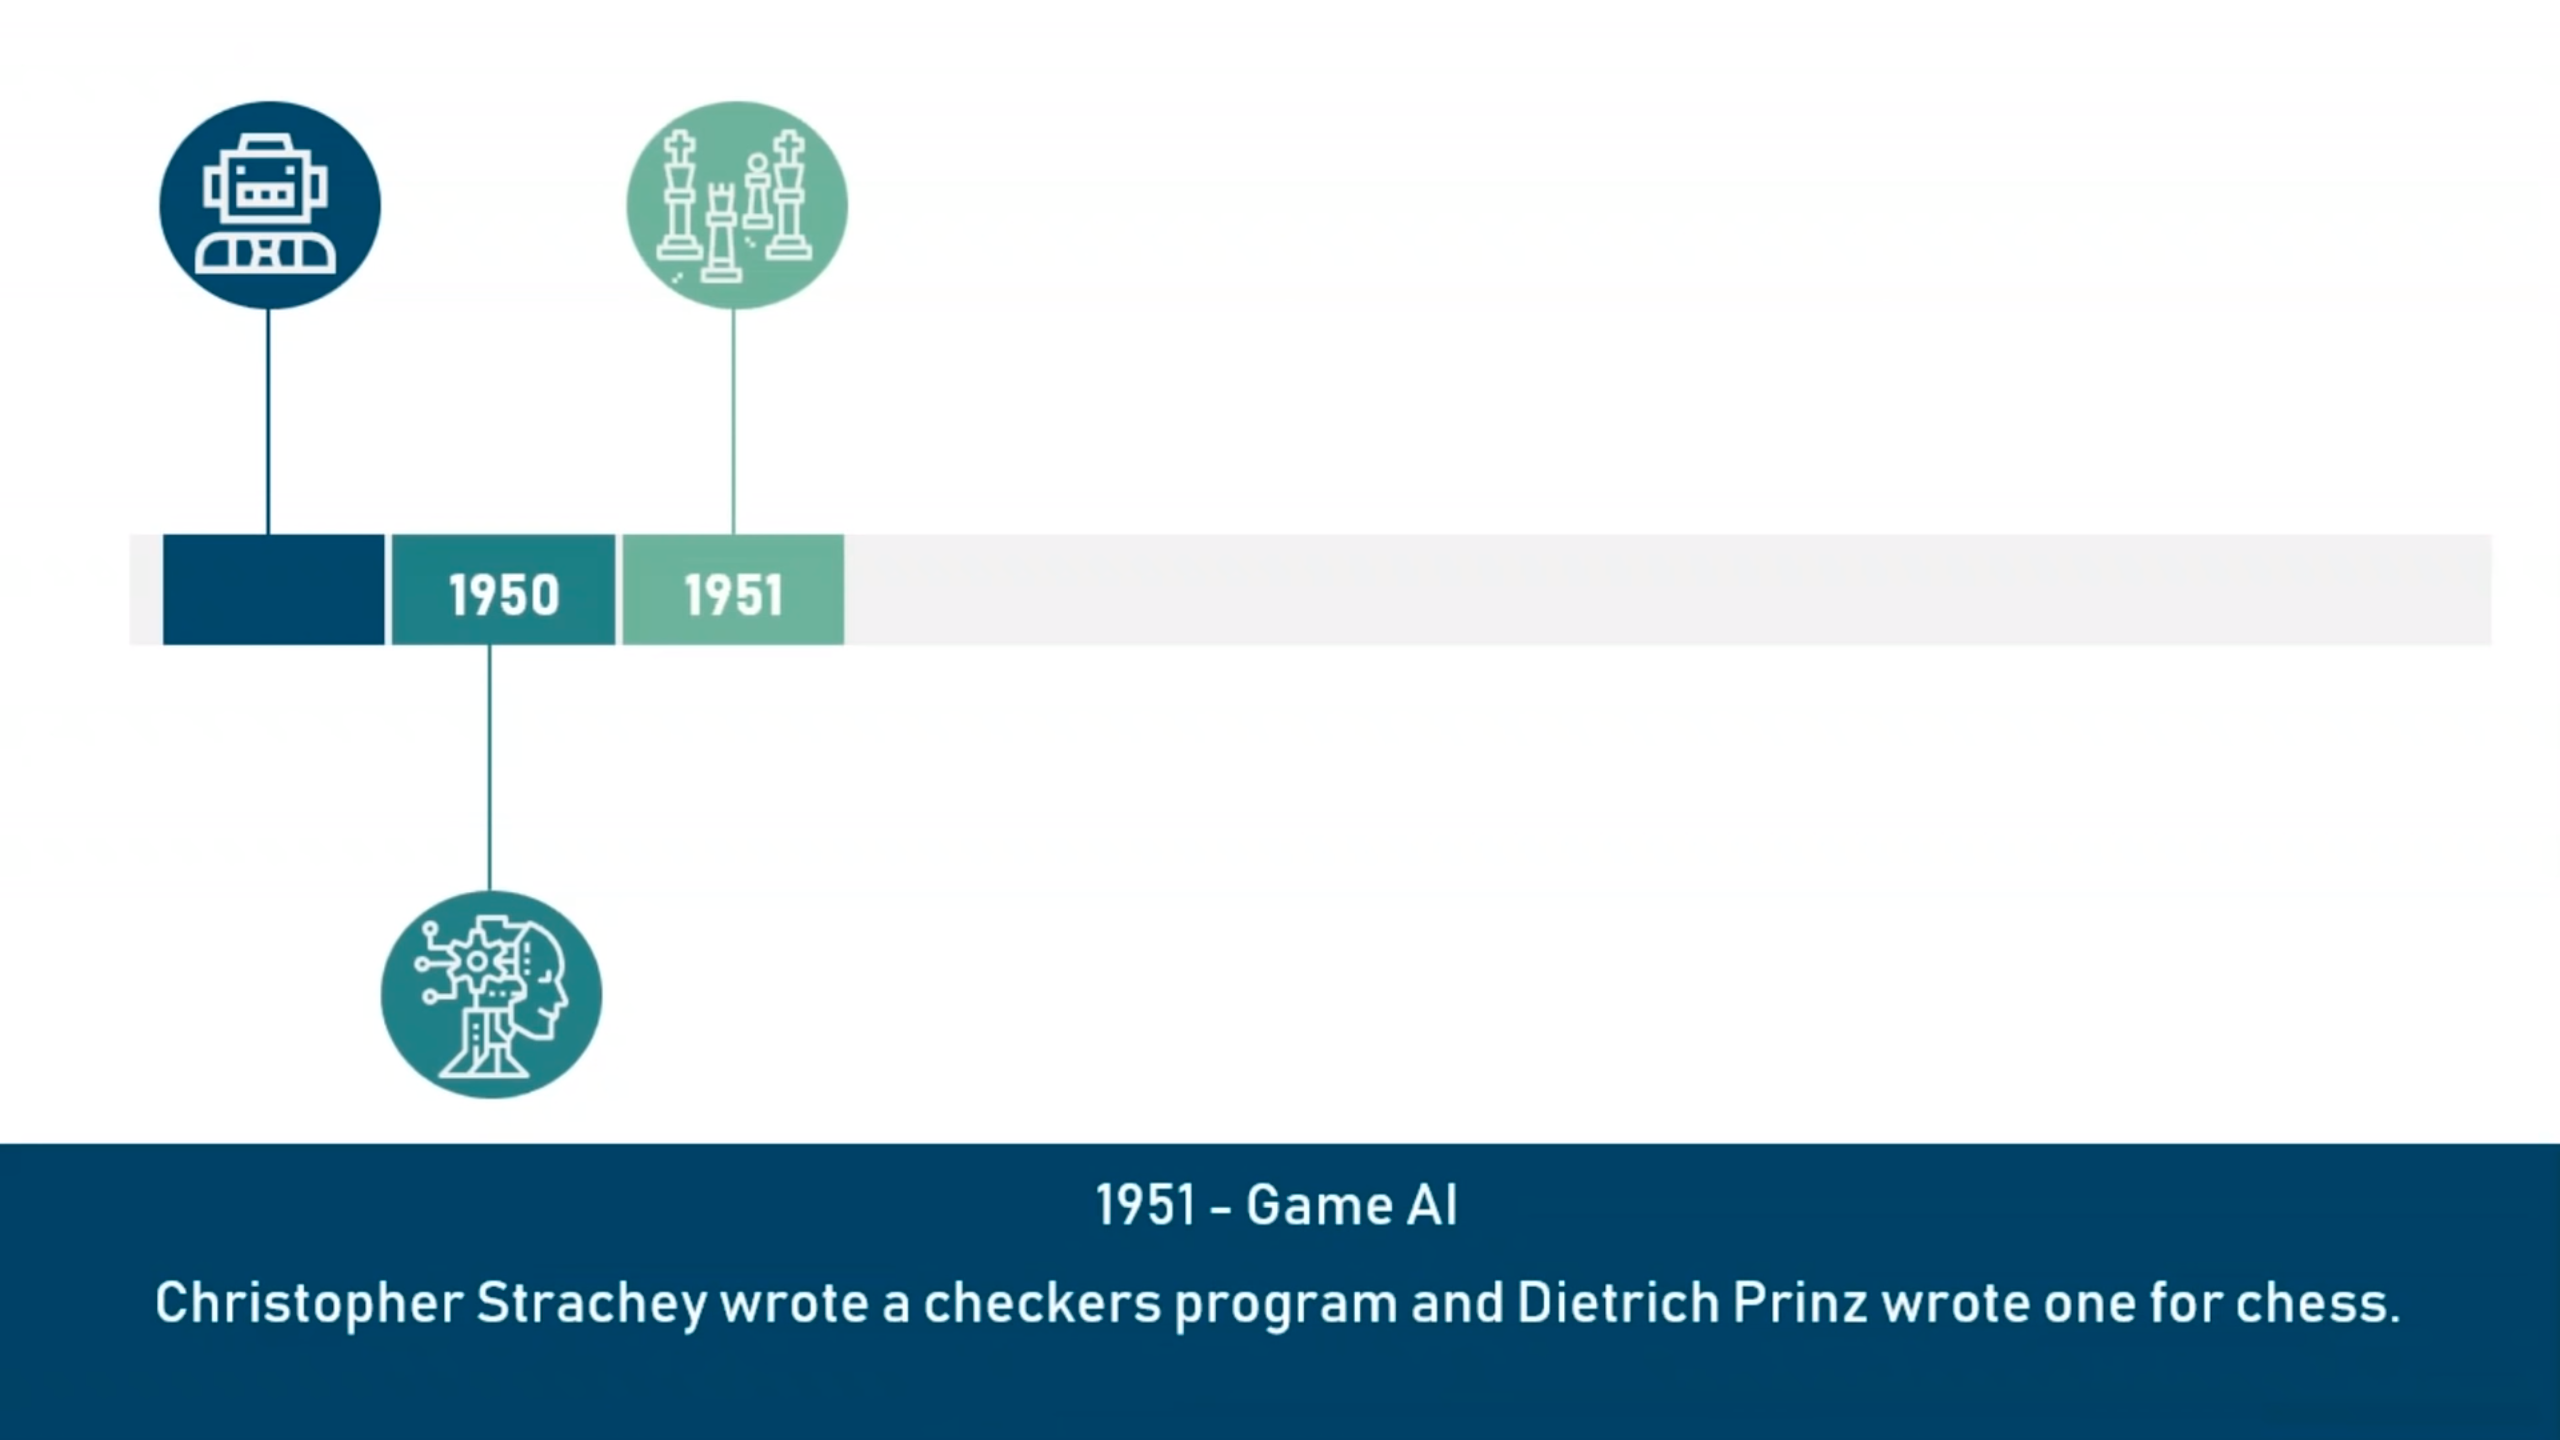 1950
1951
1951 - Game AI
Christopher Strachey wrote a checkers program and Dietrich Prinz wrote one for chess.